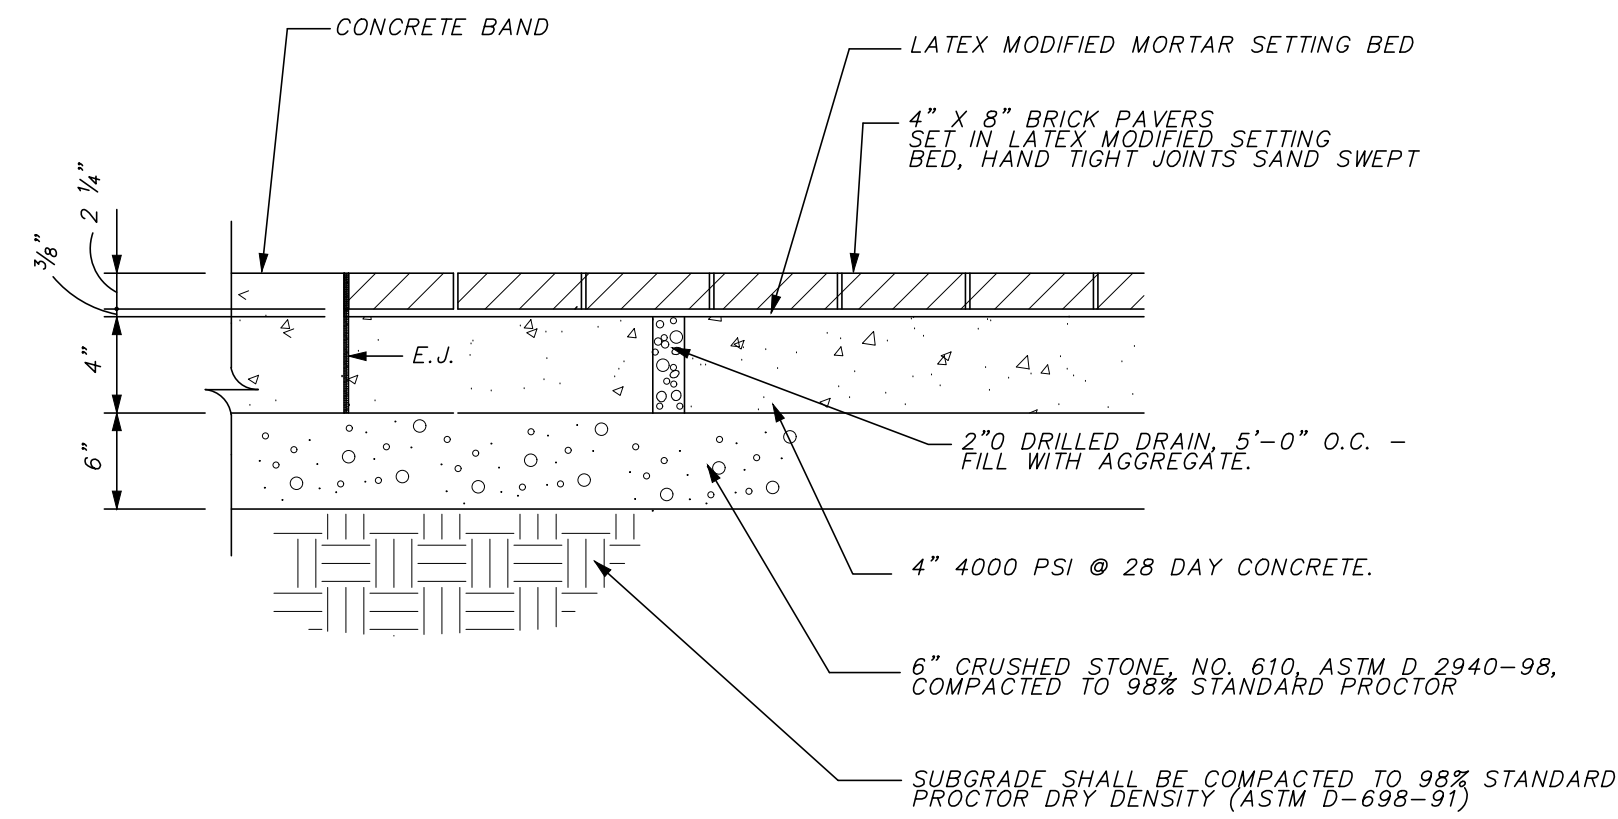 CONCRETE BAND
LATEX MODIFIED MORTAR SETTING BED
4" X 8" BRICK PAVERS
SET IN LATEX MODIFIED SETTING
BED, HAND TIGHT JOINTS SAND SWEPT
2 1/4"
3/8"
4"
6"
E.J.
2"O DRILLED DRAIN, 5'-0" O.C. -
FILL WITH AGGREGATE.
4" 4000 PSI @ 28 DAY CONCRETE.
6" CRUSHED STONE, NO. 610, ASTM D 2940-98,
COMPACTED TO 98% STANDARD PROCTOR
SUBGRADE SHALL BE COMPACTED TO 98% STANDARD
PROCTOR DRY DENSITY (ASTM D-698-91)